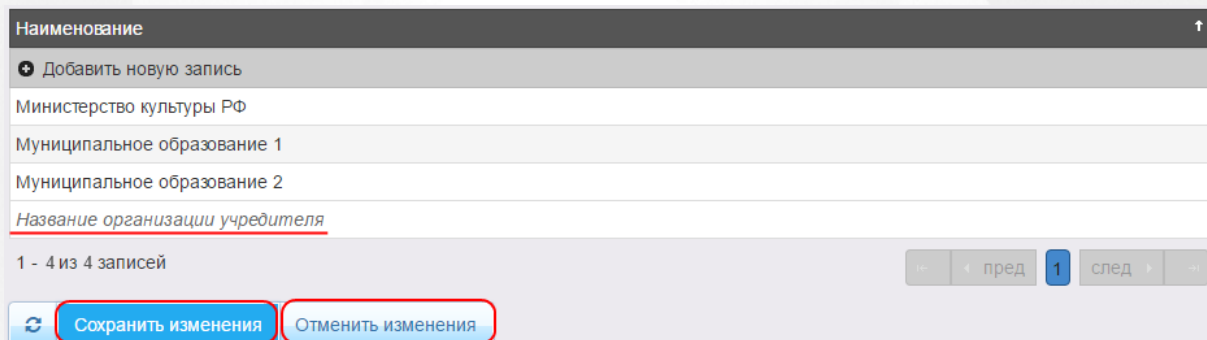 Наименование
Добавить новую запись
Министерство культуры РФ
Муниципальное образование 1
Муниципальное образование 2
Название организации учредителя
1 - 4 из 4 записей
пред 1 след
Сохранить изменения Отменить изменения